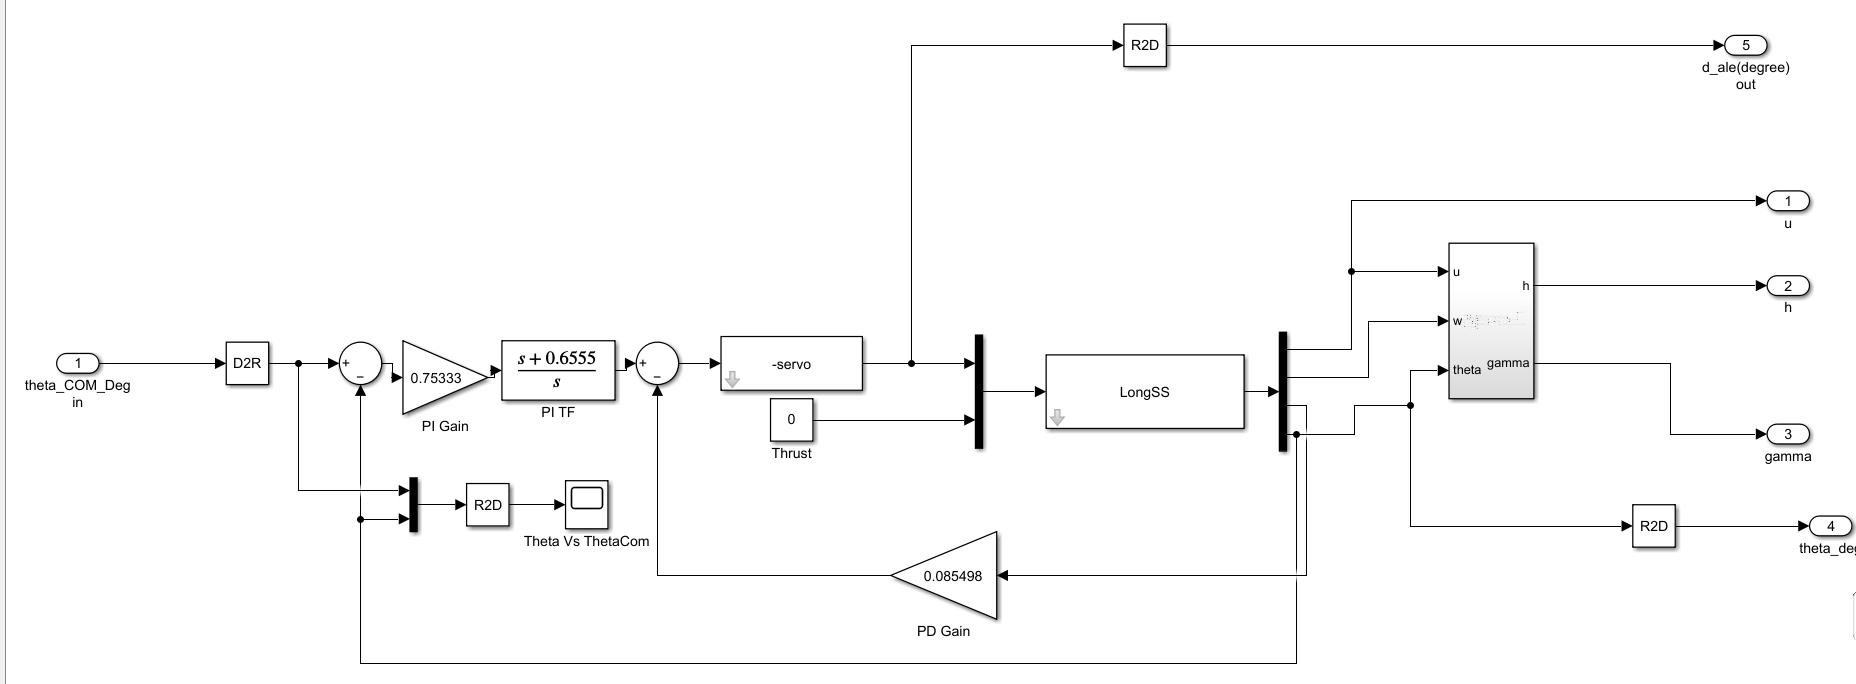 R2D
5
d_ale(degree)
out
1
u
u
h
2
h
w
theta
gamma
3
gamma
1
theta_COM_Deg
in
D2R
+
−
0.75333
PI Gain
s + 0.6555
s
PI TF
+
−
-servo
0
Thrust
LongSS
R2D
Theta Vs ThetaCom
0.085498
PD Gain
R2D
4
theta_deg